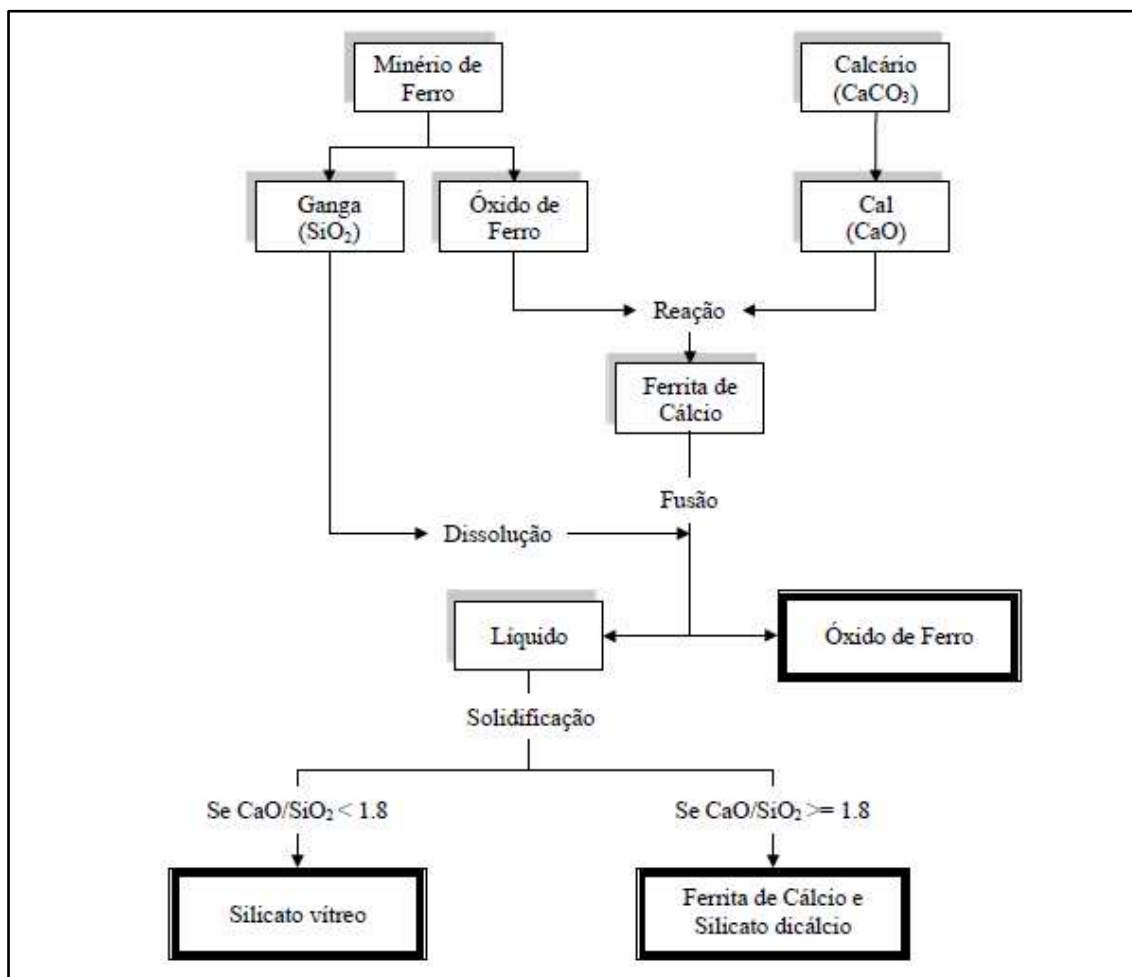 Minério de
Ferro
Calcário
(CaCO₃)
Ganga
(SiO₂)
Óxido de
Ferro
Cal
(CaO)
Reação
Ferrita de
Cálcio
Fusão
Dissolução
Líquido
Óxido de Ferro
Solidificação
Se CaO/SiO₂ < 1.8
Se CaO/SiO₂ >= 1.8
Silicato vítreo
Ferrita de Cálcio e
Silicato dicálcio